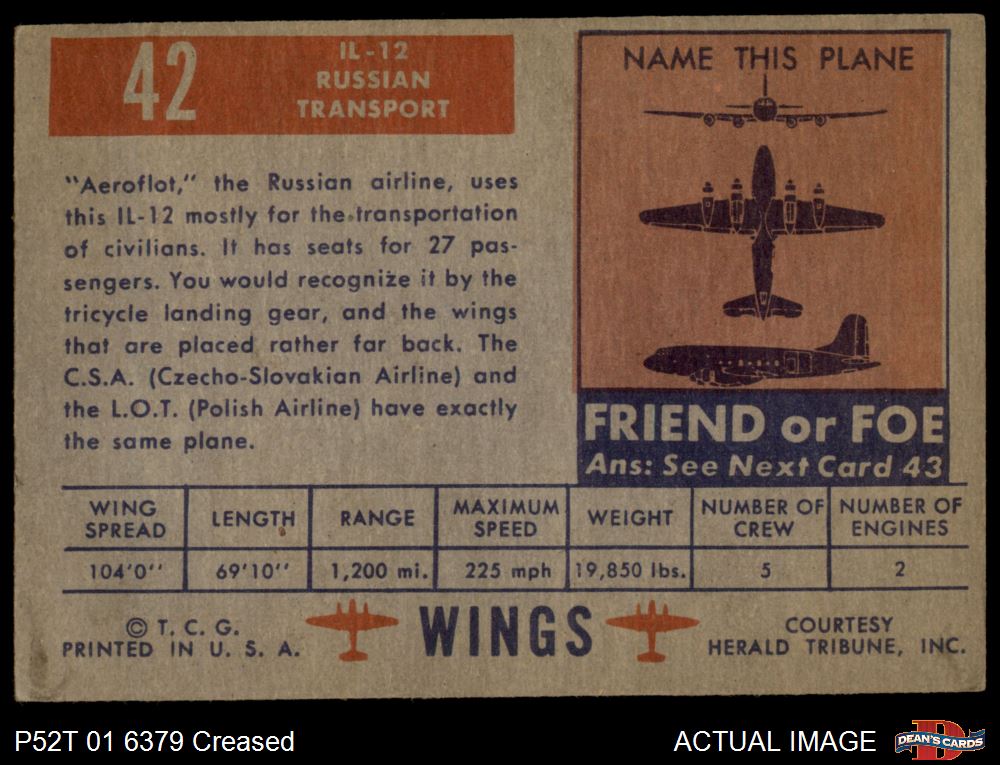 42
IL-12
RUSSIAN
TRANSPORT
"Aeroflot," the Russian airline, uses
this IL-12 mostly for the transportation
of civilians. It has seats for 27 pas-
sengers. You would recognize it by the
tricycle landing gear, and the wings
that are placed rather far back. The
C.S.A. (Czecho-Slovakian Airline) and
the L.O.T. (Polish Airline) have exactly
the same plane.
NAME THIS PLANE
FRIEND or FOE
Ans: See Next Card 43
WING SPREAD LENGTH RANGE MAXIMUM SPEED WEIGHT NUMBER OF CREW NUMBER OF ENGINES
104'0'' 69'10'' 1,200 mi. 225 mph 19,850 lbs. 5 2
© T. C. G.
PRINTED IN U. S. A.
WINGS
COURTESY
HERALD TRIBUNE, INC.
P52T 01 6379 Creased
ACTUAL IMAGE
D
DEAN'S CARDS